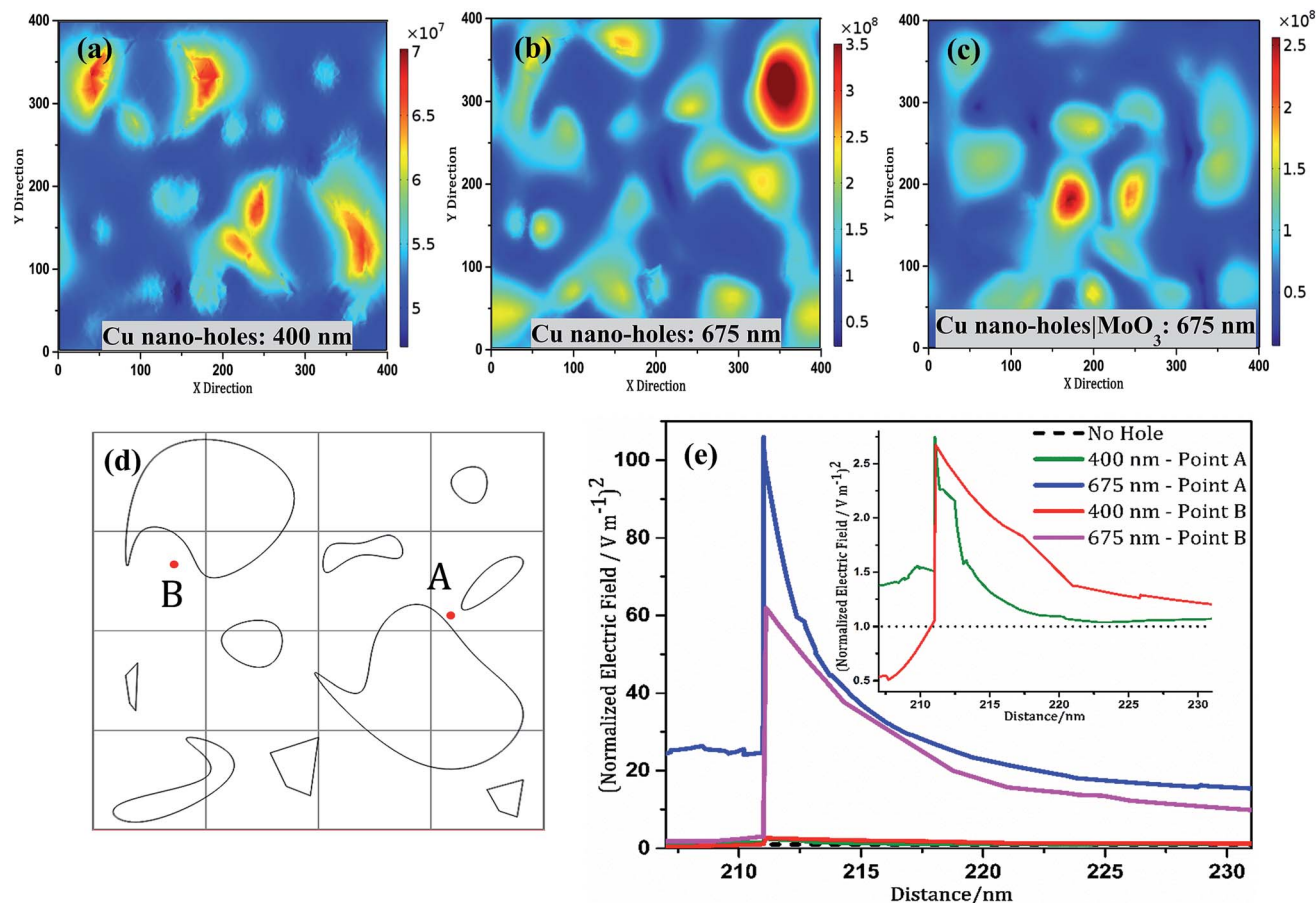 (a)
×10⁷
400
300
200
100
0
0
100
200
300
400
Y Direction
X Direction
7
6.5
6
5.5
5
Cu nano-holes: 400 nm
(b)
×10⁸
400
300
200
100
0
0
100
200
300
400
Y Direction
X Direction
3.5
3
2.5
2
1.5
1
0.5
Cu nano-holes: 675 nm
(c)
×10⁸
400
300
200
100
0
0
100
200
300
400
Y Direction
X Direction
2.5
2
1.5
1
0.5
Cu nano-holes|MoO₃: 675 nm
(d)
B
A
(e)
(Normalized Electric Field / V m⁻¹)²
100
80
60
40
20
0
210
215
220
225
230
Distance/nm
No Hole
400 nm - Point A
675 nm - Point A
400 nm - Point B
675 nm - Point B
(Normalized Electric Field / V m⁻¹)²
2.5
2.0
1.5
1.0
0.5
210
215
220
225
230
Distance/nm